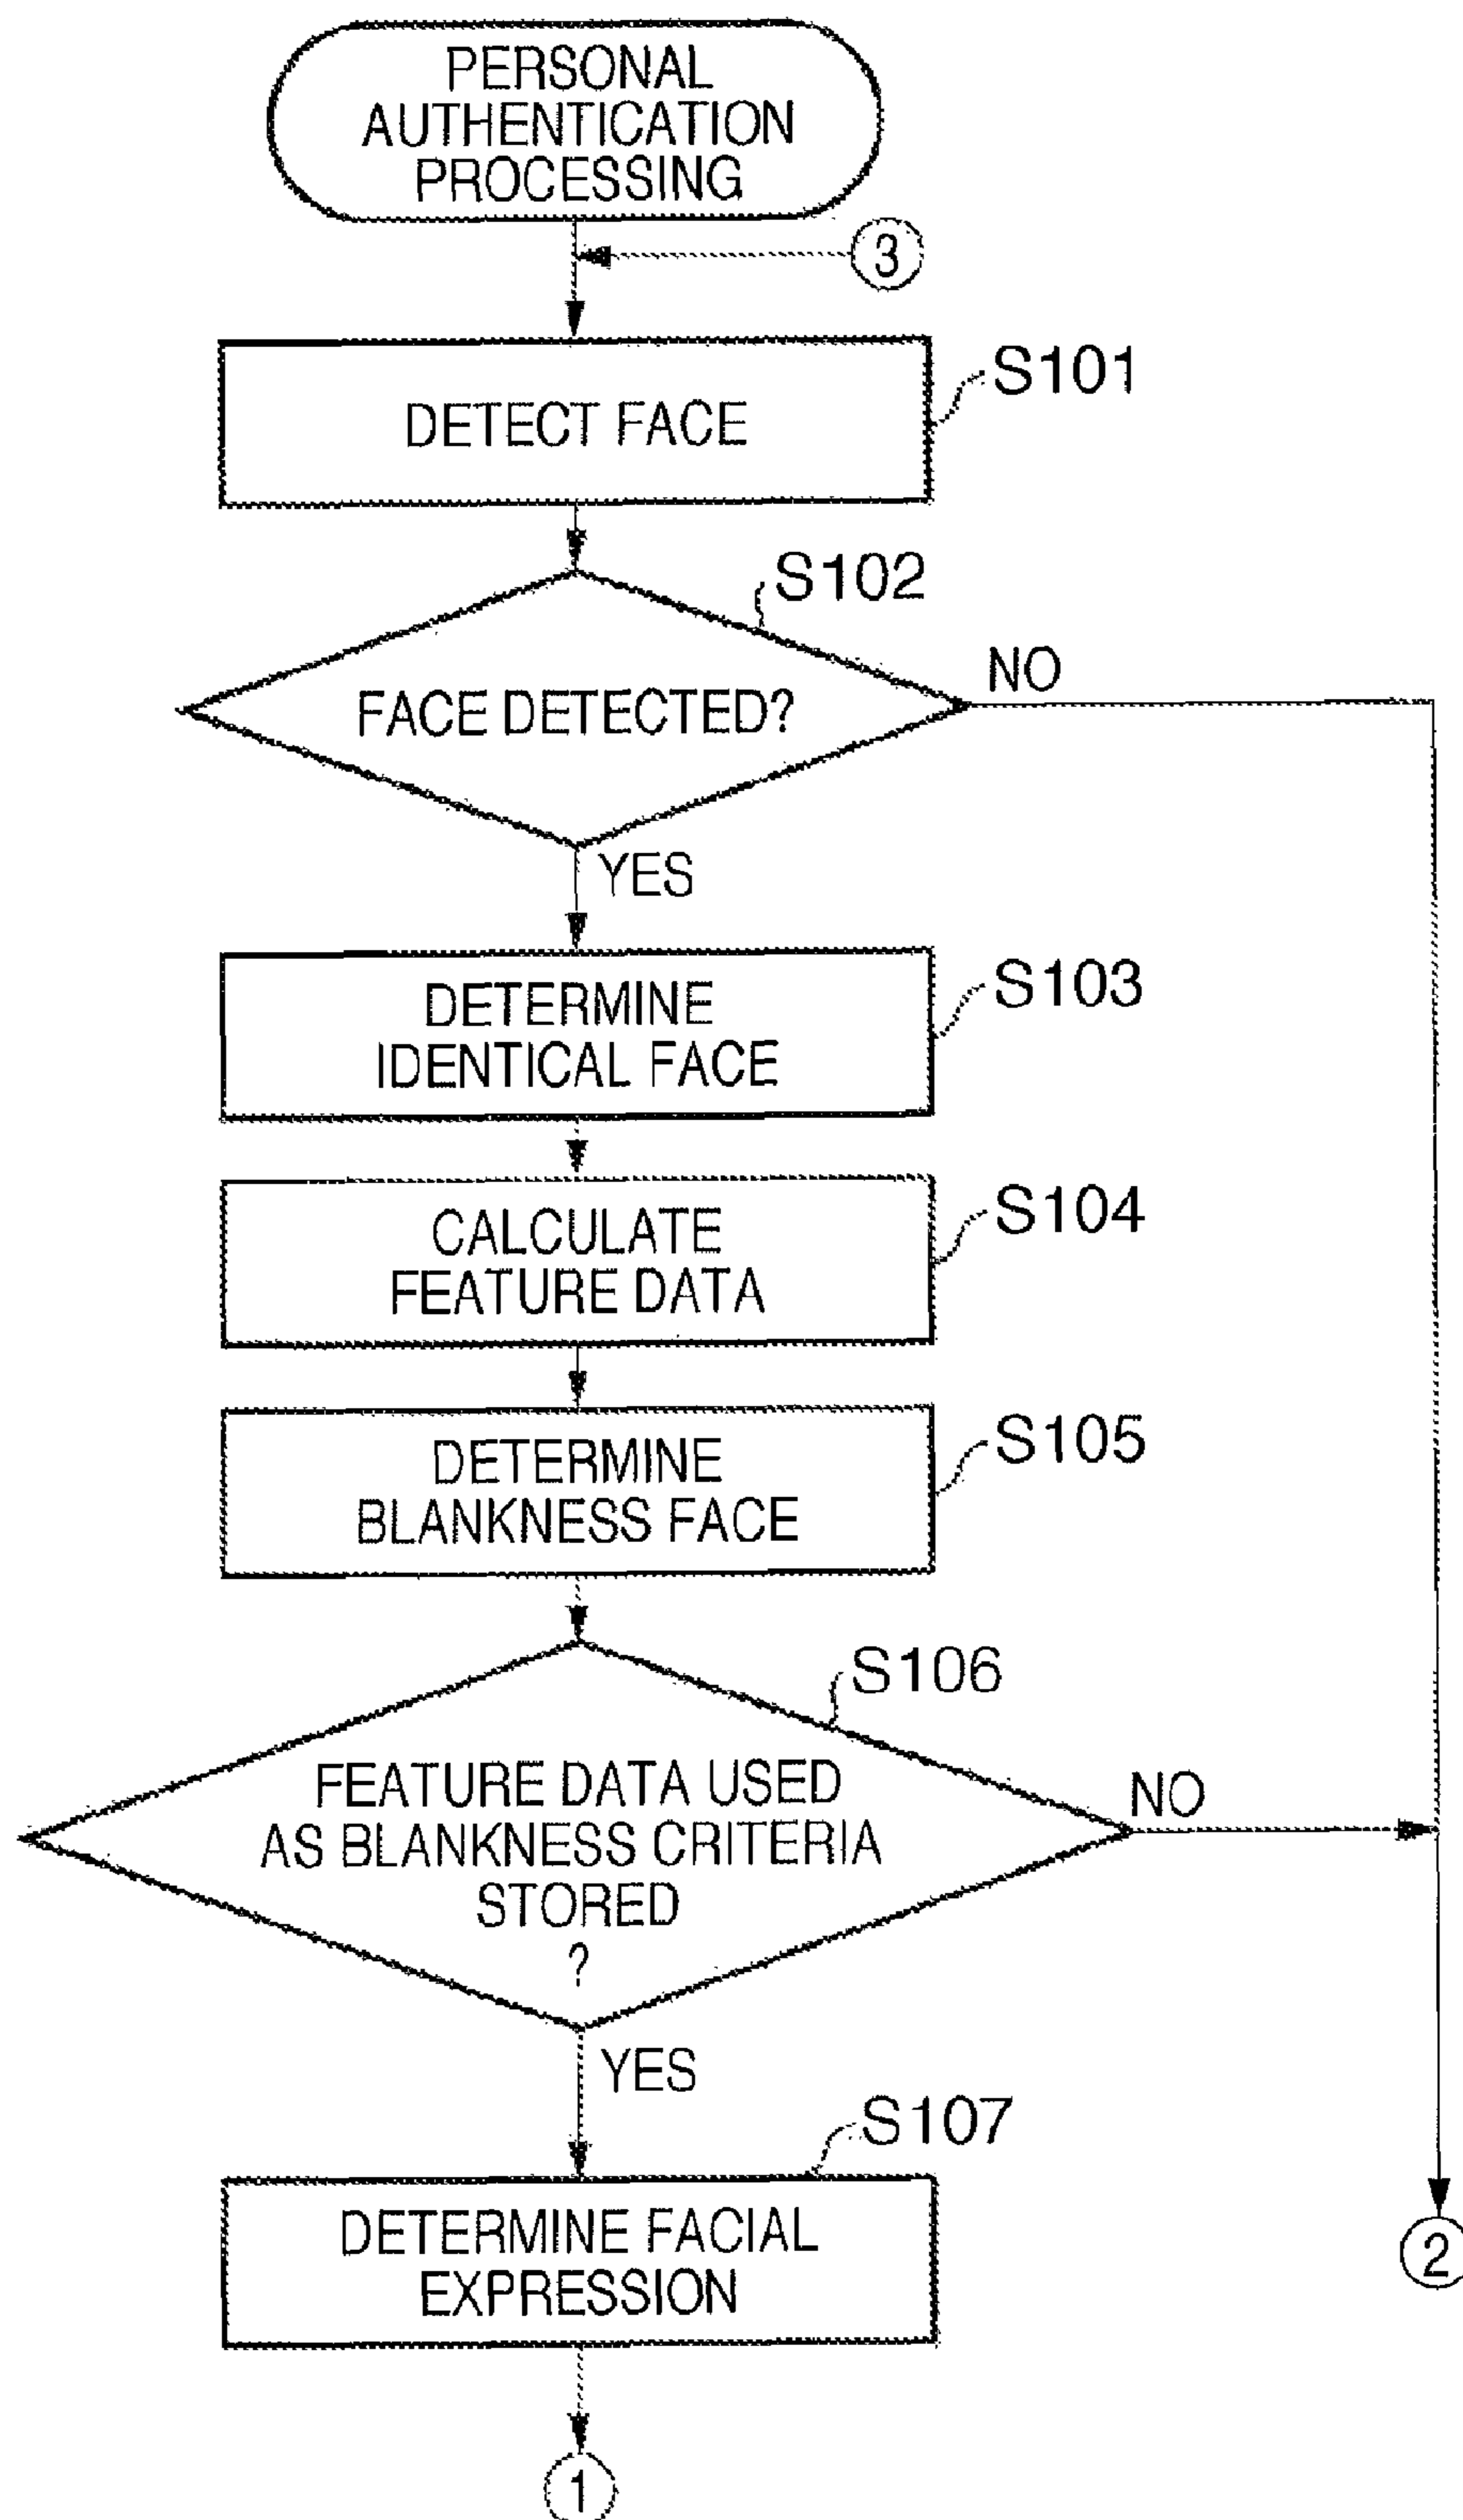 PERSONAL
AUTHENTICATION
PROCESSING
3
S101
DETECT FACE
S102
FACE DETECTED?
NO
YES
S103
DETERMINE
IDENTICAL FACE
S104
CALCULATE
FEATURE DATA
S105
DETERMINE
BLANKNESS FACE
S106
FEATURE DATA USED
AS BLANKNESS CRITERIA
STORED
?
NO
YES
S107
DETERMINE FACIAL
EXPRESSION
2
1